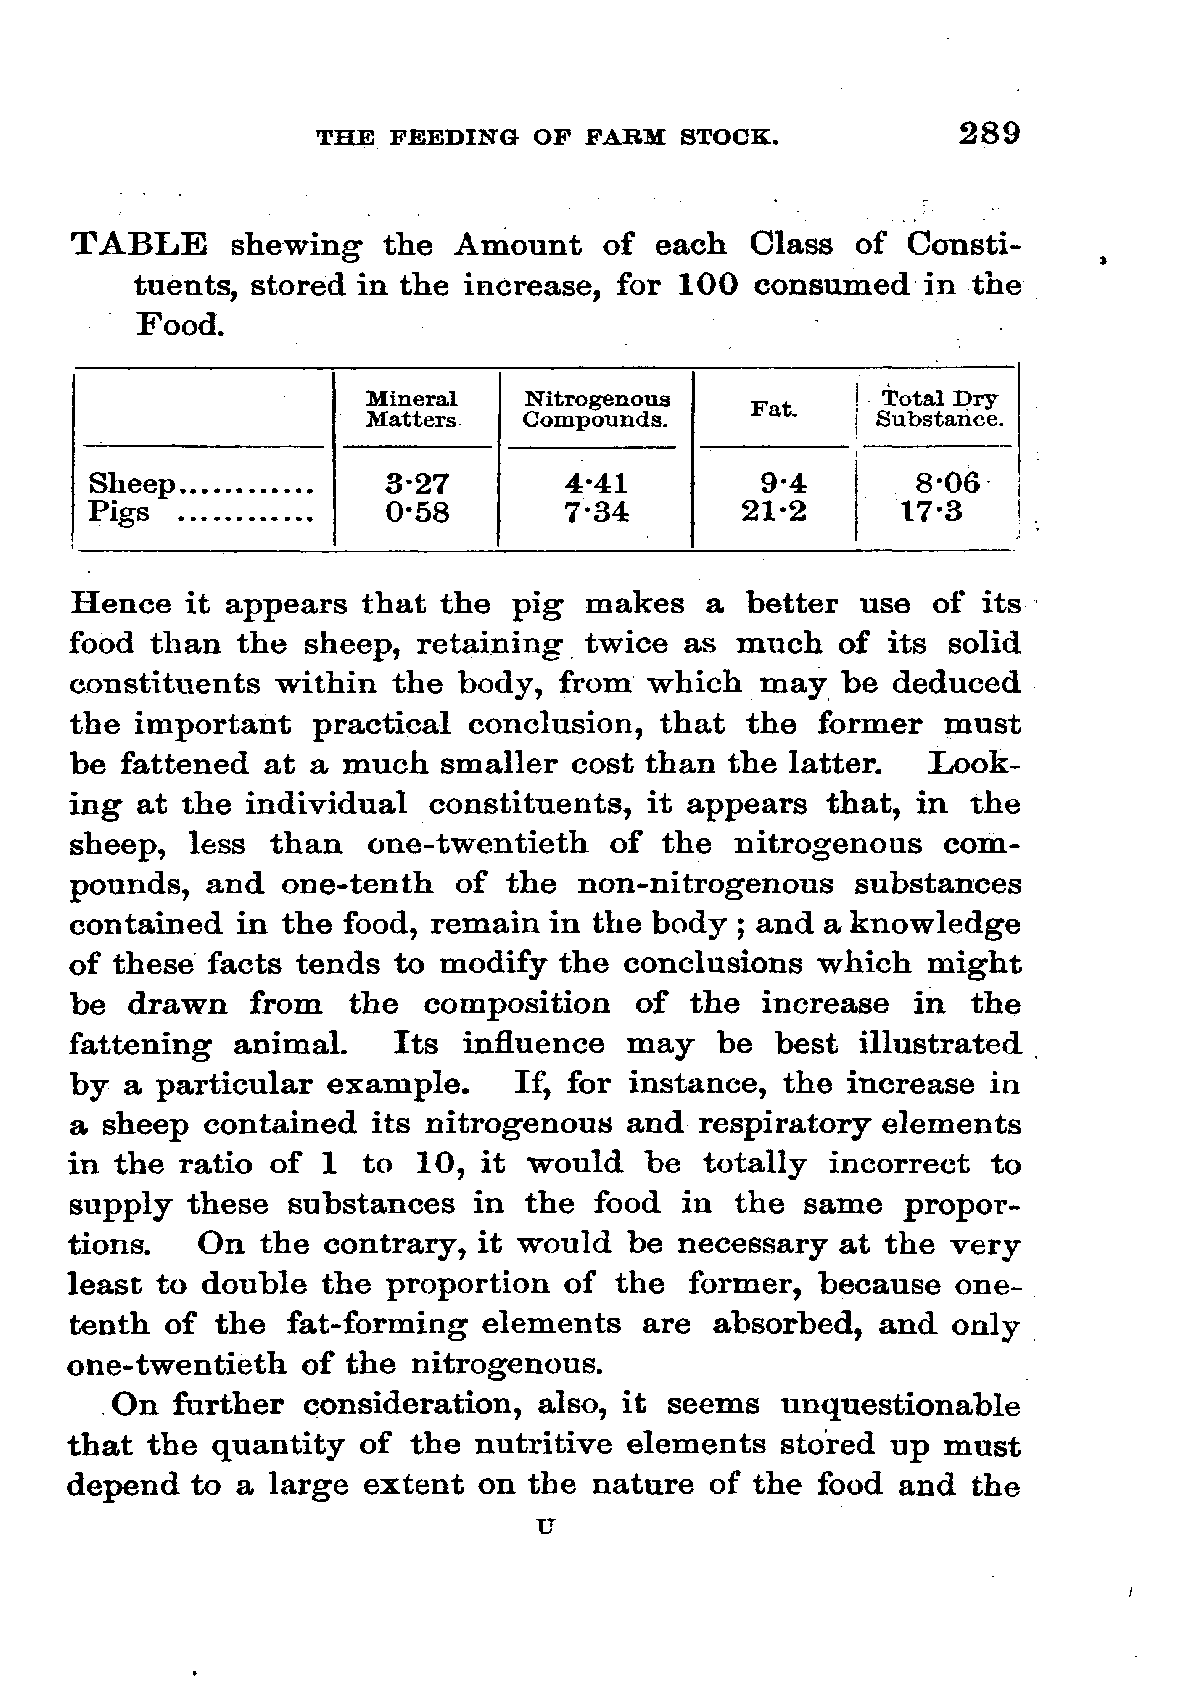 THE FEEDING OF FARM STOCK. 289
TABLE shewing the Amount of each Class of Consti-
tuents, stored in the increase, for 100 consumed in the
Food.
Mineral Matters. Nitrogenous Compounds. Fat. Total Dry Substance.
Sheep............ 3·27 4·41 9·4 8·06
Pigs ............ 0·58 7·34 21·2 17·3
Hence it appears that the pig makes a better use of its
food than the sheep, retaining twice as much of its solid
constituents within the body, from which may be deduced
the important practical conclusion, that the former must
be fattened at a much smaller cost than the latter. Look-
ing at the individual constituents, it appears that, in the
sheep, less than one-twentieth of the nitrogenous com-
pounds, and one-tenth of the non-nitrogenous substances
contained in the food, remain in the body ; and a knowledge
of these facts tends to modify the conclusions which might
be drawn from the composition of the increase in the
fattening animal. Its influence may be best illustrated
by a particular example. If, for instance, the increase in
a sheep contained its nitrogenous and respiratory elements
in the ratio of 1 to 10, it would be totally incorrect to
supply these substances in the food in the same propor-
tions. On the contrary, it would be necessary at the very
least to double the proportion of the former, because one-
tenth of the fat-forming elements are absorbed, and only
one-twentieth of the nitrogenous.
On further consideration, also, it seems unquestionable
that the quantity of the nutritive elements stored up must
depend to a large extent on the nature of the food and the
U